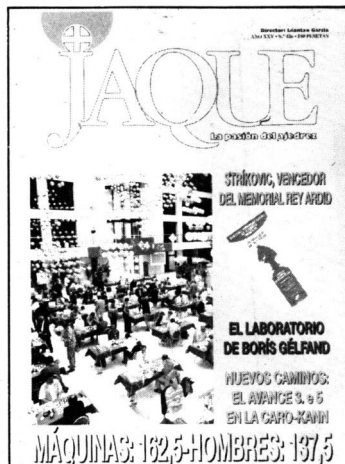 Director: Leontxo García
JAQUE
La pasión del ajedrez
STRÍKOVIC, VENCEDOR
DEL MEMORIAL REY ARDID
EL LABORATORIO
DE BORÍS GÉLFAND
NUEVOS CAMINOS:
EL AVANCE 3. e 5
EN LA CARO-KANN
MÁQUINAS: 162,5-HOMBRES: 137,5